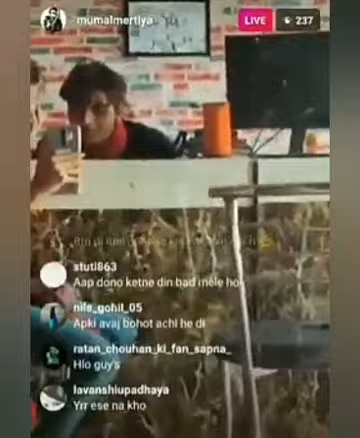 mumalmertiya
LIVE
237
stuti863
Aap dono ketne din bad mele ho
nile_gohil_05
Apki avaj bohot achi he di
ratan_chouhan_ki_fan_sapna_
Hlo guy's
lavanshiupadhaya
Yrr ese na kho